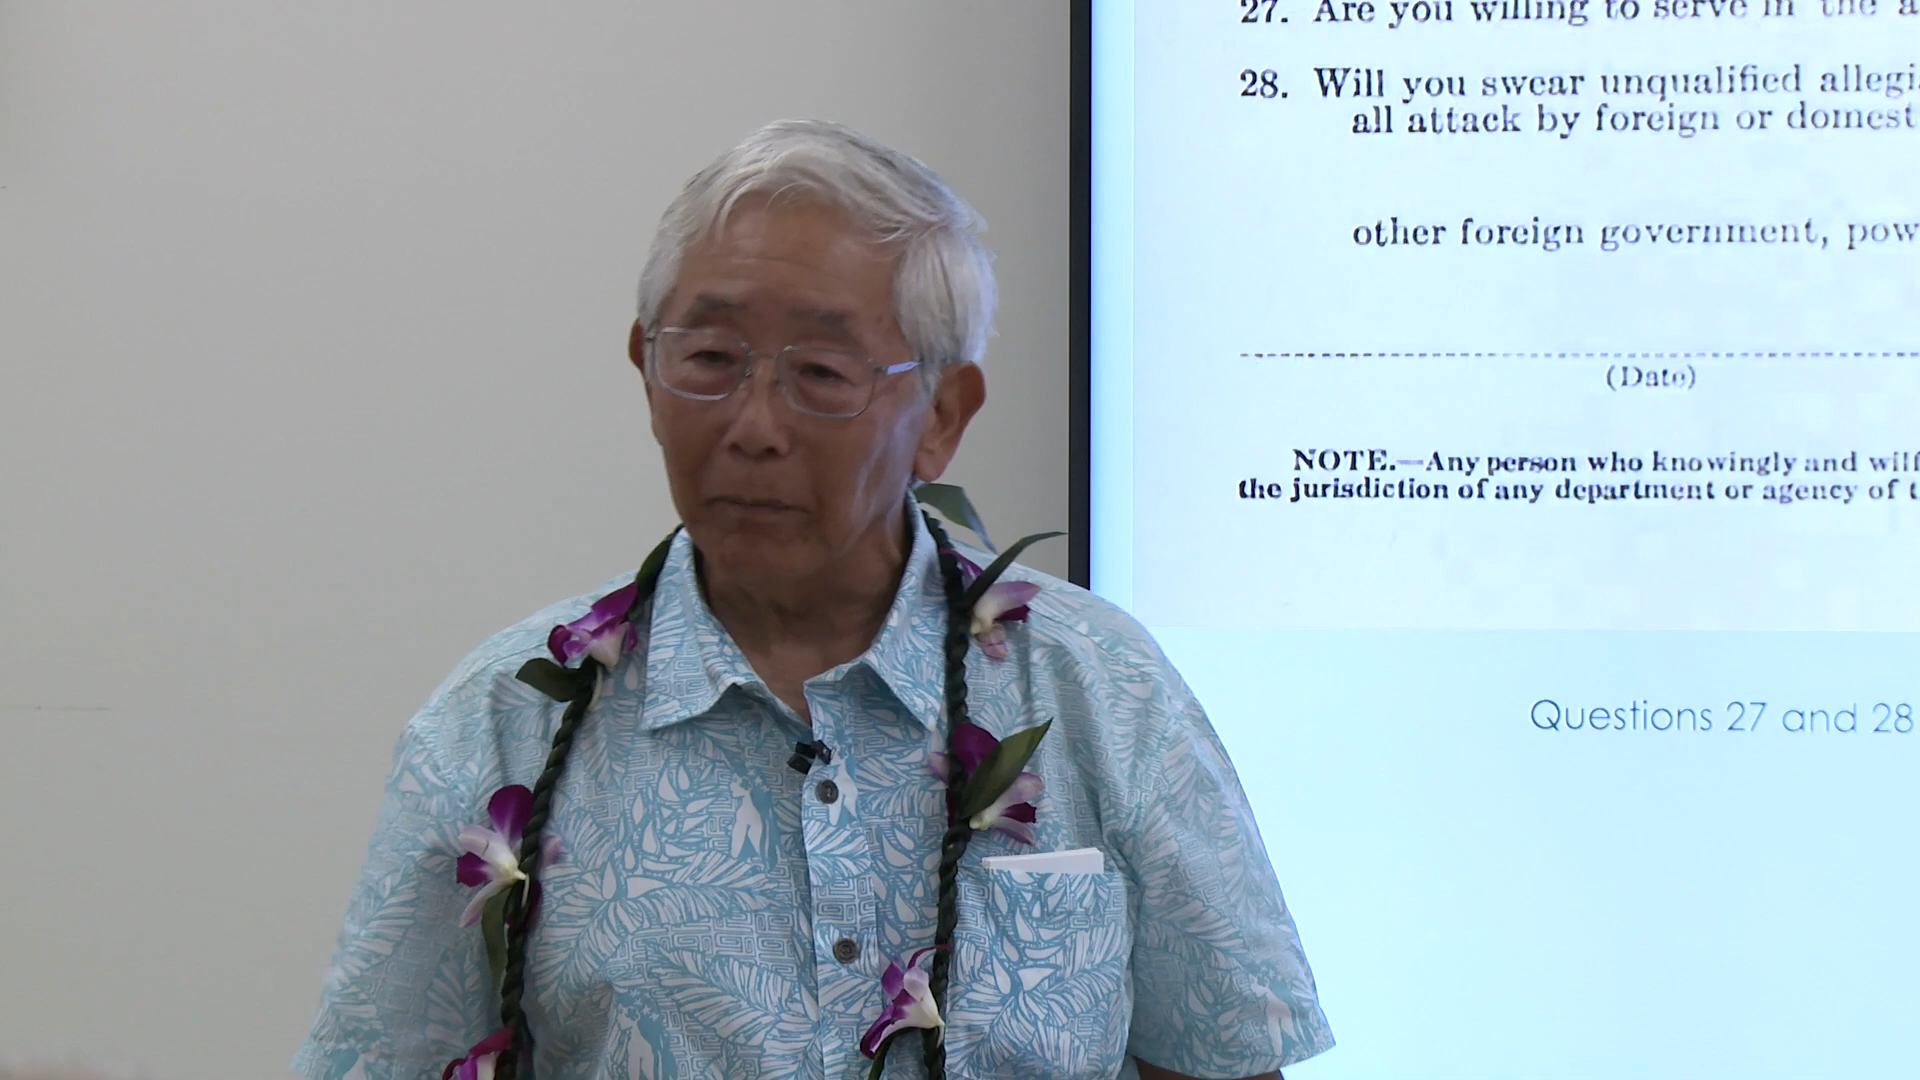 27. Are you willing to serve in the a
28. Will you swear unqualified allegi
all attack by foreign or domest
other foreign government, pow
(Date)
NOTE.—Any person who knowingly and wilf
the jurisdiction of any department or agency of t
Questions 27 and 28